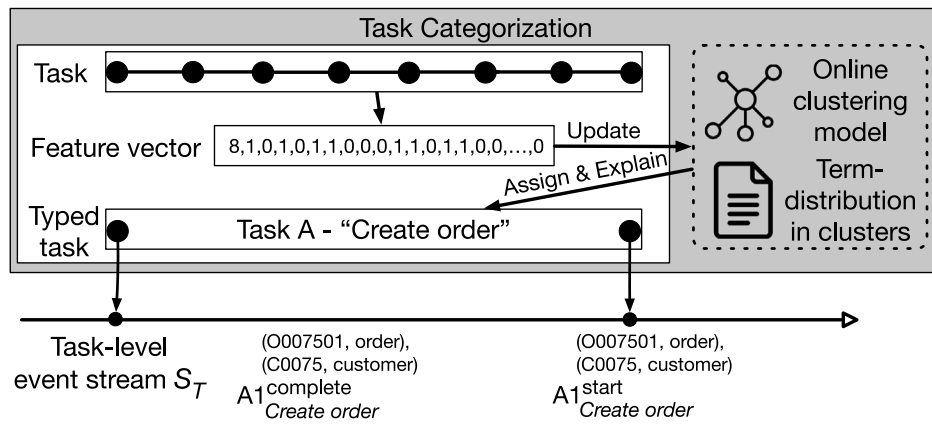 Task Categorization
Task
Feature vector
8,1,0,1,0,1,1,0,0,0,1,1,0,1,1,0,0,...,0
Update
Assign & Explain
Online
clustering
model
Term-
distribution
in clusters
Typed
task
Task A - “Create order”
Task-level
event stream S_T
(O007501, order),
(C0075, customer)
A1 complete
Create order
(O007501, order),
(C0075, customer)
A1 start
Create order